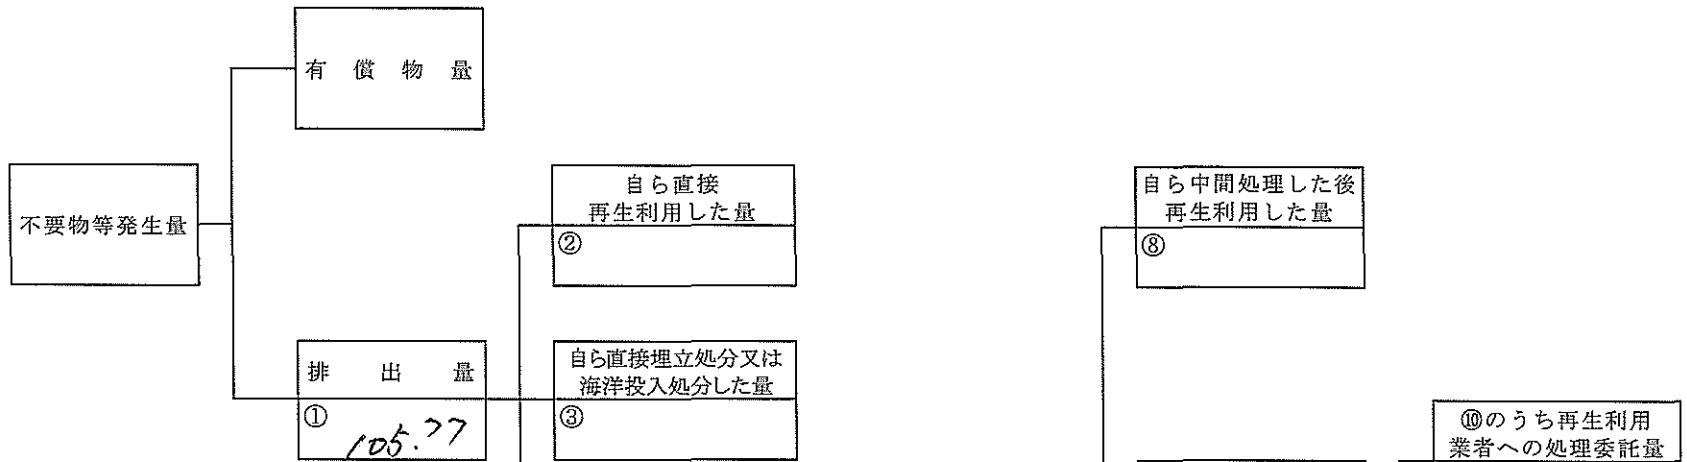 有償物量
不要物等発生量
自ら直接
再生利用した量
②
自ら中間処理した後
再生利用した量
⑧
排出量
①
105.77
自ら直接埋立処分又は
海洋投入処分した量
③
⑩のうち再生利用
業者への処理委託量